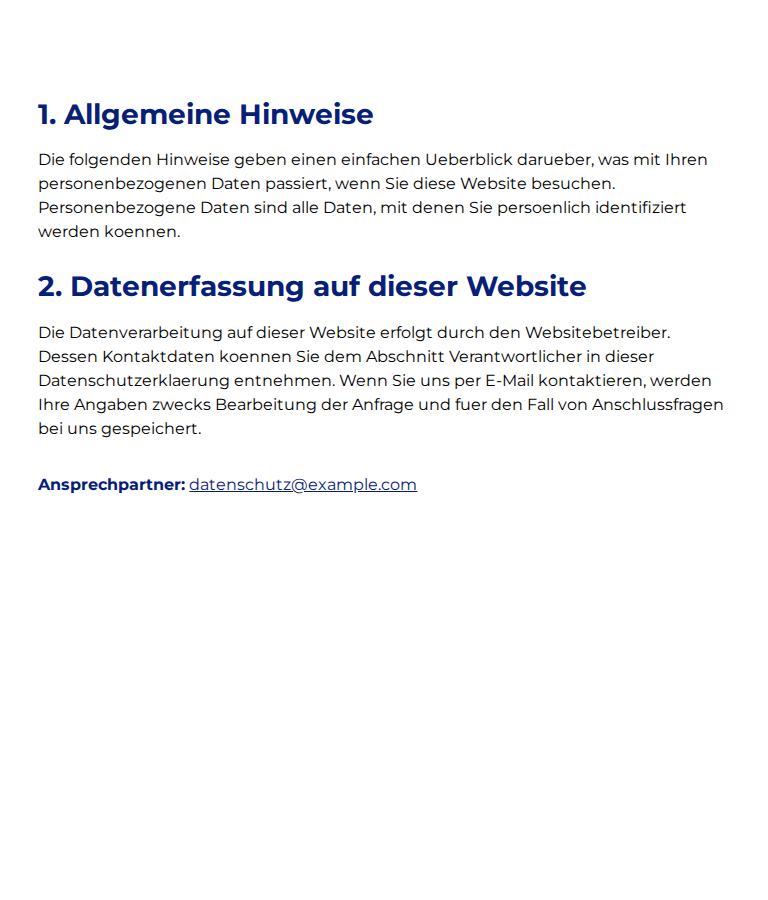 1. Allgemeine Hinweise
Die folgenden Hinweise geben einen einfachen Ueberblick darueber, was mit Ihren
personenbezogenen Daten passiert, wenn Sie diese Website besuchen.
Personenbezogene Daten sind alle Daten, mit denen Sie persoenlich identifiziert
werden koennen.
2. Datenerfassung auf dieser Website
Die Datenverarbeitung auf dieser Website erfolgt durch den Websitebetreiber.
Dessen Kontaktdaten koennen Sie dem Abschnitt Verantwortlicher in dieser
Datenschutzerklaerung entnehmen. Wenn Sie uns per E-Mail kontaktieren, werden
Ihre Angaben zwecks Bearbeitung der Anfrage und fuer den Fall von Anschlussfragen
bei uns gespeichert.
Ansprechpartner: datenschutz@example.com